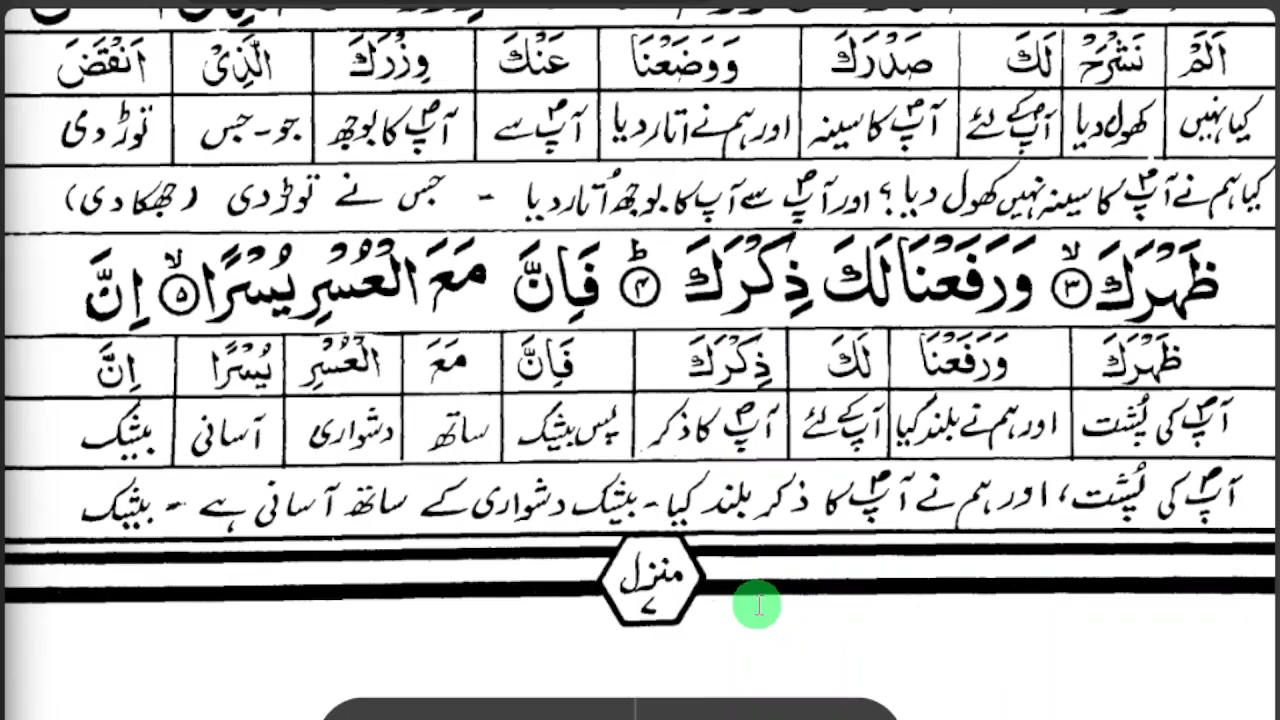 اَلَمْ نَشْرَحْ لَكَ صَدْرَكَ وَوَضَعْنَا عَنْكَ وِزْرَكَ الَّذِیْ اَنْقَضَ
کیا نہیں کھول دیا آپؐ کے لئے آپؐ کا سینہ اور ہم نے اتار دیا آپؐ سے آپؐ کا بوجھ جو۔جس توڑ دی
کیا ہم نے آپؐ کا سینہ نہیں کھول دیا ؟ اور آپؐ سے آپ کا بوجھ اُتار دیا ۔ جس نے توڑ دی (جھکا دی)
ظَهْرَكَ ۙ۝۳ وَرَفَعْنَا لَكَ ذِكْرَكَ ۝۴ؕ فَاِنَّ مَعَ الْعُسْرِ يُسْرًا ۙ۝۵ اِنَّ
ظَهْرَكَ وَرَفَعْنَا لَكَ ذِكْرَكَ فَاِنَّ مَعَ الْعُسْرِ يُسْرًا اِنَّ
آپؐ کی پُشت اور ہم نے بلند کیا آپؐ کے لئے آپؐ کا ذکر پس بیشک ساتھ دشواری آسانی بیشک
آپؐ کی پُشت، اور ہم نے آپؐ کا ذکر بلند کیا۔ بیشک دشواری کے ساتھ آسانی ہے ۔ بیشک
منزل
۷